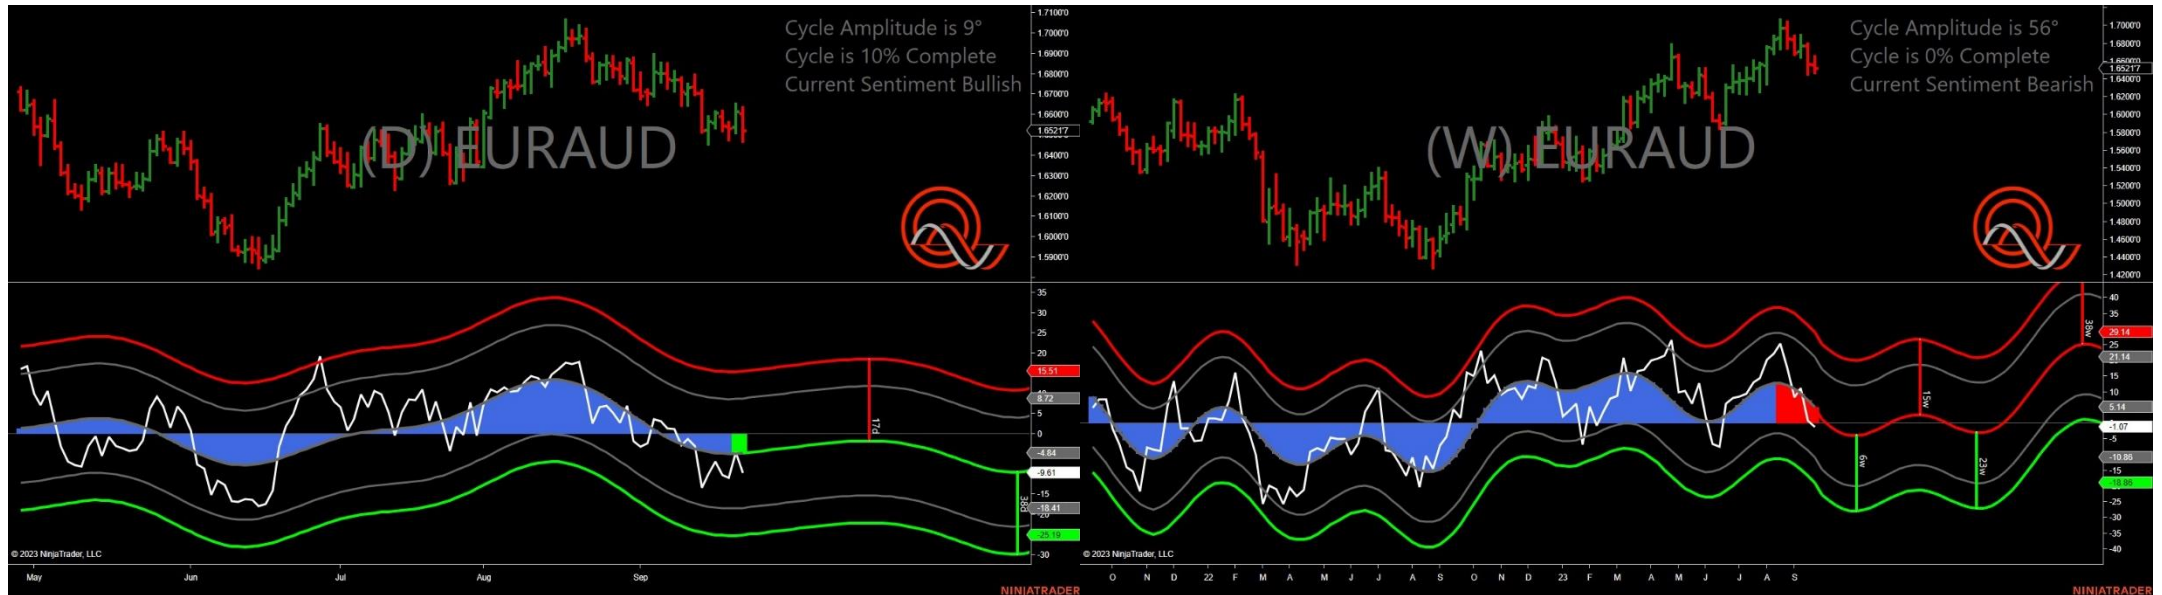 Cycle Amplitude is 9°
Cycle is 10% Complete
Current Sentiment Bullish
(D) EURAUD
1.7100'0
1.7000'0
1.6900'0
1.6800'0
1.6700'0
1.6600'0
1.6521'7
1.6400'0
1.6300'0
1.6200'0
1.6100'0
1.6000'0
1.5900'0
35
30
25
20
15.51
8.72
5
0
-4.84
-9.61
-15
-18.41
-25.19
-30
17d
38d
© 2023 NinjaTrader, LLC
May Jun Jul Aug Sep
NINJATRADER
Cycle Amplitude is 56°
Cycle is 0% Complete
Current Sentiment Bearish
(W) EURAUD
1.7000'0
1.6800'0
1.6521'7
1.6400'0
1.6200'0
1.6000'0
1.5800'0
1.5600'0
1.5400'0
1.5200'0
1.5000'0
1.4800'0
1.4600'0
1.4400'0
1.4200'0
40
35
29.14
25
21.14
15
10
5.14
-1.07
-5
-10.86
-15
-18.86
-25
-30
-35
-40
38w
15w
6w
23w
© 2023 NinjaTrader, LLC
O N D 22 F M A M J J A S O N D 23 F M A M J J A S
NINJATRADER